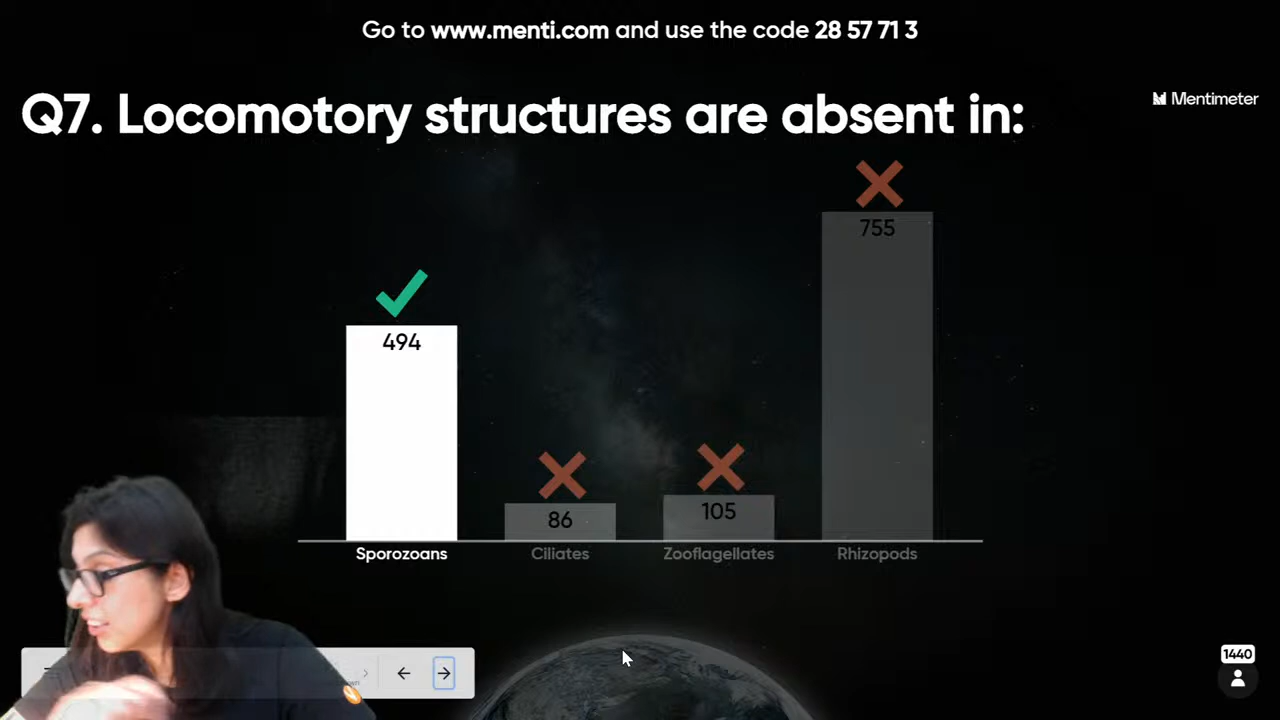 Go to www.menti.com and use the code 28 57 71 3
Mentimeter
Q7. Locomotory structures are absent in:
755
494
86
105
Sporozoans
Ciliates
Zooflagellates
Rhizopods
1440